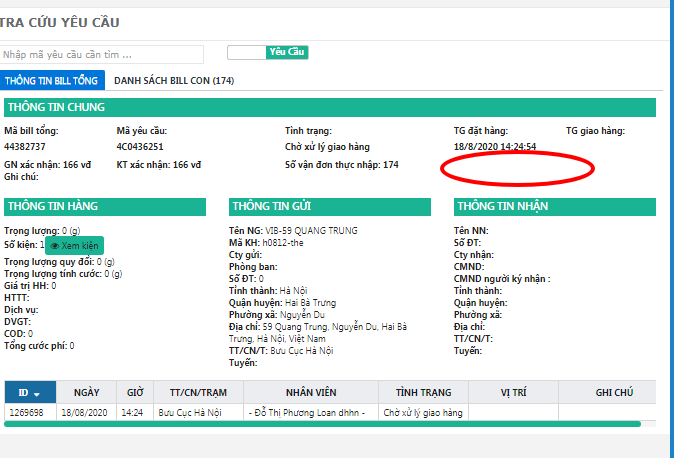 TRA CỨU YÊU CẦU
Nhập mã yêu cầu cần tìm ...
Yêu Cầu
THÔNG TIN BILL TỔNG DANH SÁCH BILL CON (174)
THÔNG TIN CHUNG
Mã bill tổng: Mã yêu cầu: Tình trạng: TG đặt hàng: TG giao hàng:
44382737 4C0436251 Chờ xử lý giao hàng 18/8/2020 14:24:54
GN xác nhận: 166 vđ KT xác nhận: 166 vđ Số vận đơn thực nhập: 174
Ghi chú:
THÔNG TIN HÀNG
Trọng lượng: 0 (g)
Số kiện: 1 Xem kiện
Trọng lượng quy đổi: 0 (g)
Trọng lượng tính cước: 0 (g)
Giá trị HH: 0
HTTT:
Dịch vụ:
DVGT:
COD: 0
Tổng cước phí: 0
THÔNG TIN GỬI
Tên NG: VIB-59 QUANG TRUNG
Mã KH: h0812-the
Cty gửi:
Phòng ban:
Số ĐT: 0
Tỉnh thành: Hà Nội
Quận huyện: Hai Bà Trưng
Phường xã: Nguyễn Du
Địa chỉ: 59 Quang Trung, Nguyễn Du, Hai Bà
Trưng, Hà Nội, Việt Nam
TT/CN/T: Bưu Cục Hà Nội
Tuyến:
THÔNG TIN NHẬN
Tên NN:
Số ĐT:
Cty nhận:
CMND:
CMND người ký nhận :
Tỉnh thành:
Quận huyện:
Phường xã:
Địa chỉ:
TT/CN/T:
Tuyến:
ID NGÀY GIỜ TT/CN/TRẠM NHÂN VIÊN TÌNH TRẠNG VỊ TRÍ GHI CHÚ
1269698 18/08/2020 14:24 Bưu Cục Hà Nội - Đỗ Thị Phương Loan dhhn - Chờ xử lý giao hàng